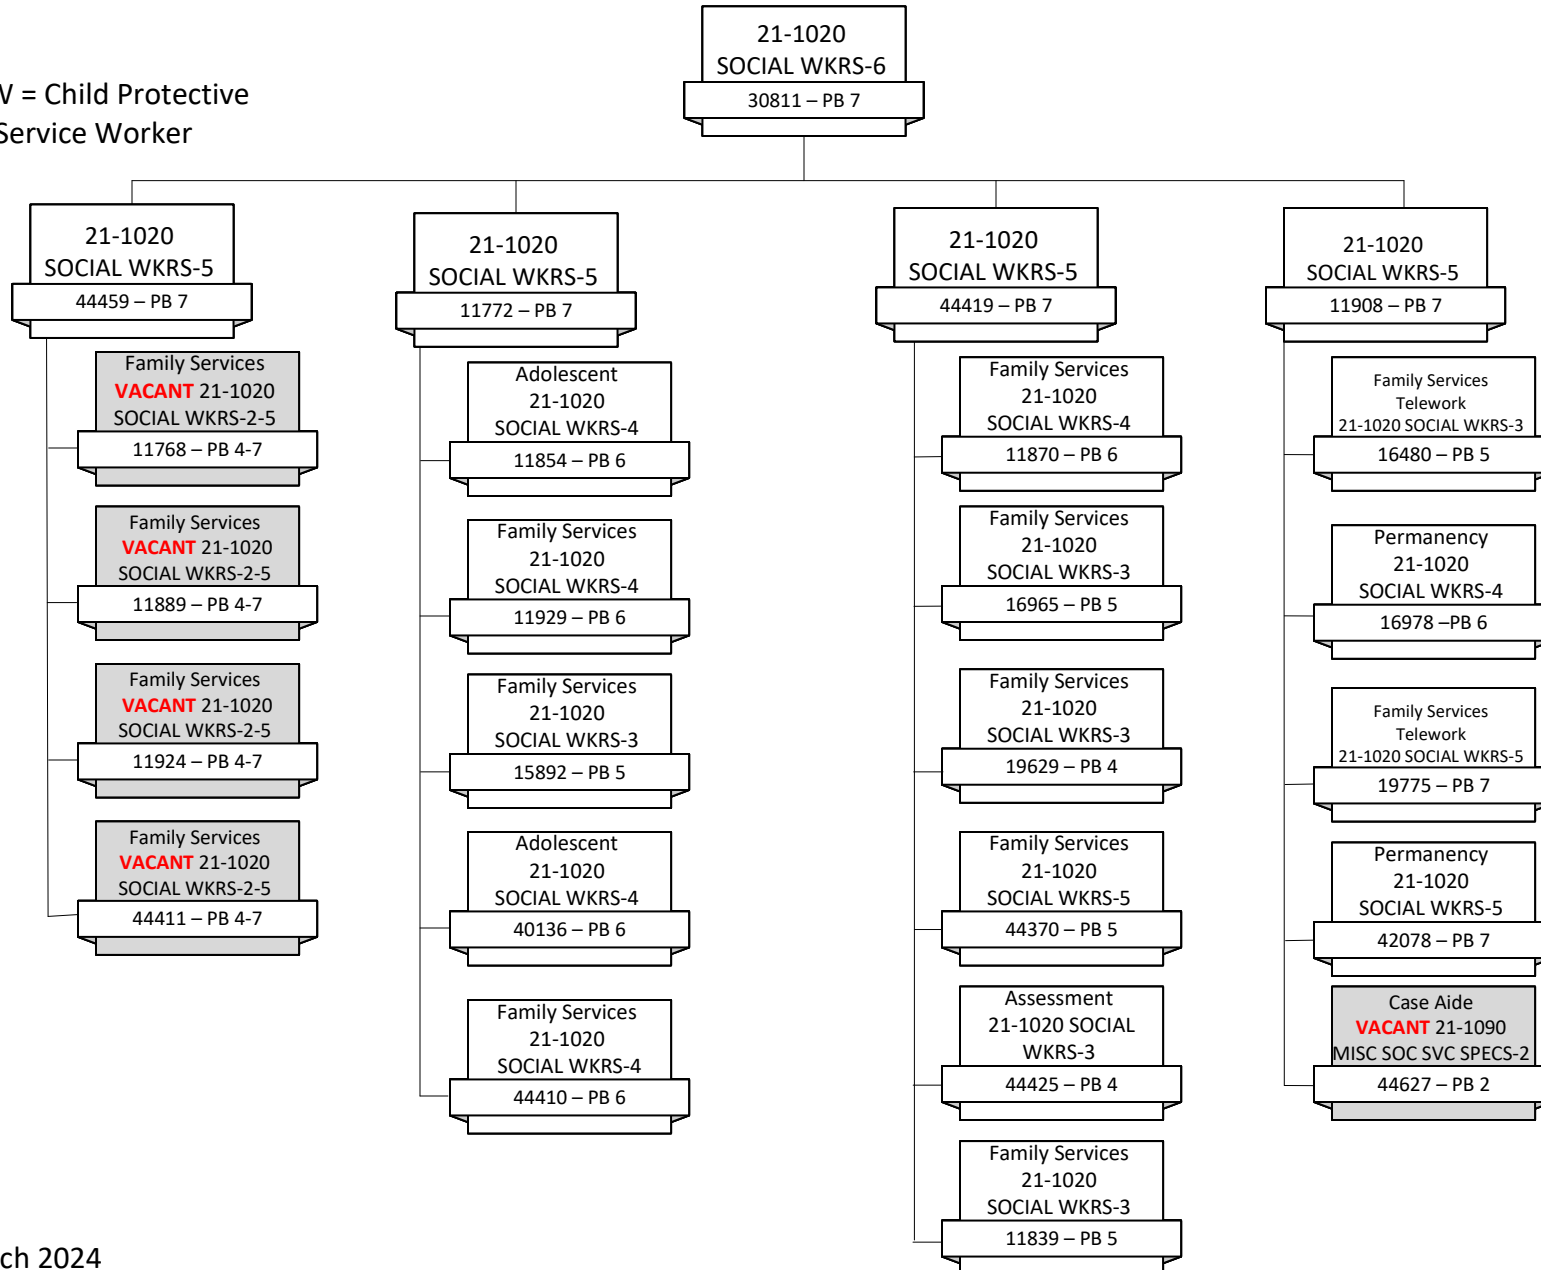 21-1020
SOCIAL WKRS-6
30811 – PB 7
W = Child Protective
Service Worker
21-1020
SOCIAL WKRS-5
44459 – PB 7
Family Services
VACANT 21-1020
SOCIAL WKRS-2-5
11768 – PB 4-7
Family Services
VACANT 21-1020
SOCIAL WKRS-2-5
11889 – PB 4-7
Family Services
VACANT 21-1020
SOCIAL WKRS-2-5
11924 – PB 4-7
Family Services
VACANT 21-1020
SOCIAL WKRS-2-5
44411 – PB 4-7
21-1020
SOCIAL WKRS-5
11772 – PB 7
Adolescent
21-1020
SOCIAL WKRS-4
11854 – PB 6
Family Services
21-1020
SOCIAL WKRS-4
11929 – PB 6
Family Services
21-1020
SOCIAL WKRS-3
15892 – PB 5
Adolescent
21-1020
SOCIAL WKRS-4
40136 – PB 6
Family Services
21-1020
SOCIAL WKRS-4
44410 – PB 6
21-1020
SOCIAL WKRS-5
44419 – PB 7
Family Services
21-1020
SOCIAL WKRS-4
11870 – PB 6
Family Services
21-1020
SOCIAL WKRS-3
16965 – PB 5
Family Services
21-1020
SOCIAL WKRS-3
19629 – PB 4
Family Services
21-1020
SOCIAL WKRS-5
44370 – PB 5
Assessment
21-1020 SOCIAL
WKRS-3
44425 – PB 4
Family Services
21-1020
SOCIAL WKRS-3
11839 – PB 5
21-1020
SOCIAL WKRS-5
11908 – PB 7
Family Services
Telework
21-1020 SOCIAL WKRS-3
16480 – PB 5
Permanency
21-1020
SOCIAL WKRS-4
16978 –PB 6
Family Services
Telework
21-1020 SOCIAL WKRS-5
19775 – PB 7
Permanency
21-1020
SOCIAL WKRS-5
42078 – PB 7
Case Aide
VACANT 21-1090
MISC SOC SVC SPECS-2
44627 – PB 2
ch 2024